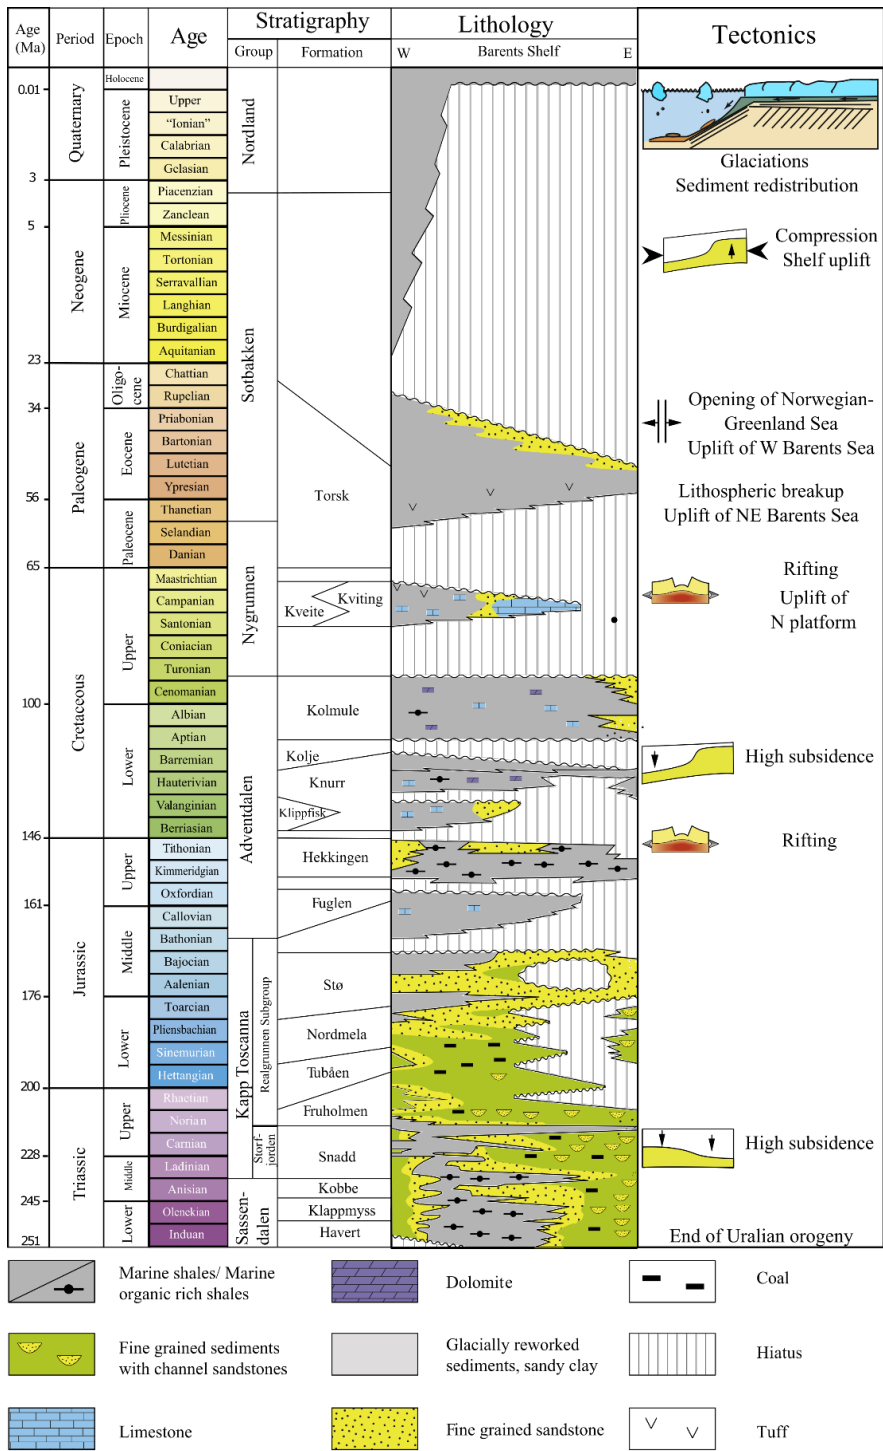 Age
(Ma)
Period
Epoch
Age
Stratigraphy
Group
Formation
Lithology
W
Barents Shelf
E
Tectonics
0.01
3
5
23
34
56
65
100
146
161
176
200
228
245
251
Quaternary
Neogene
Paleogene
Cretaceous
Jurassic
Triassic
Holocene
Pleistocene
Pliocene
Miocene
Oligo-
cene
Eocene
Paleocene
Upper
Lower
Upper
Middle
Lower
Upper
Middle
Lower
Upper
“Ionian”
Calabrian
Gelasian
Piacenzian
Zanclean
Messinian
Tortonian
Serravallian
Langhian
Burdigalian
Aquitanian
Chattian
Rupelian
Priabonian
Bartonian
Lutetian
Ypresian
Thanetian
Selandian
Danian
Maastrichtian
Campanian
Santonian
Coniacian
Turonian
Cenomanian
Albian
Aptian
Barremian
Hauterivian
Valanginian
Berriasian
Tithonian
Kimmeridgian
Oxfordian
Callovian
Bathonian
Bajocian
Aalenian
Toarcian
Pliensbachian
Sinemurian
Hettangian
Rhaetian
Norian
Carnian
Ladinian
Anisian
Olenekian
Induan
Nordland
Sotbakken
Nygrunnen
Adventdalen
Kapp Toscanna
Realgrunnen Subgroup
Storf-
jorden
Sassen-
dalen
Torsk
Kviting
Kveite
Kolmule
Kolje
Knurr
Klippfisk
Hekkingen
Fuglen
Stø
Nordmela
Tubåen
Fruholmen
Snadd
Kobbe
Klappmyss
Havert
Glaciations
Sediment redistribution
Compression
Shelf uplift
Opening of Norwegian-
Greenland Sea
Uplift of W Barents Sea
Lithospheric breakup
Uplift of NE Barents Sea
Rifting
Uplift of
N platform
High subsidence
Rifting
High subsidence
End of Uralian orogeny
Marine shales/ Marine
organic rich shales
Dolomite
Coal
Fine grained sediments
with channel sandstones
Glacially reworked
sediments, sandy clay
Hiatus
Limestone
Fine grained sandstone
Tuff